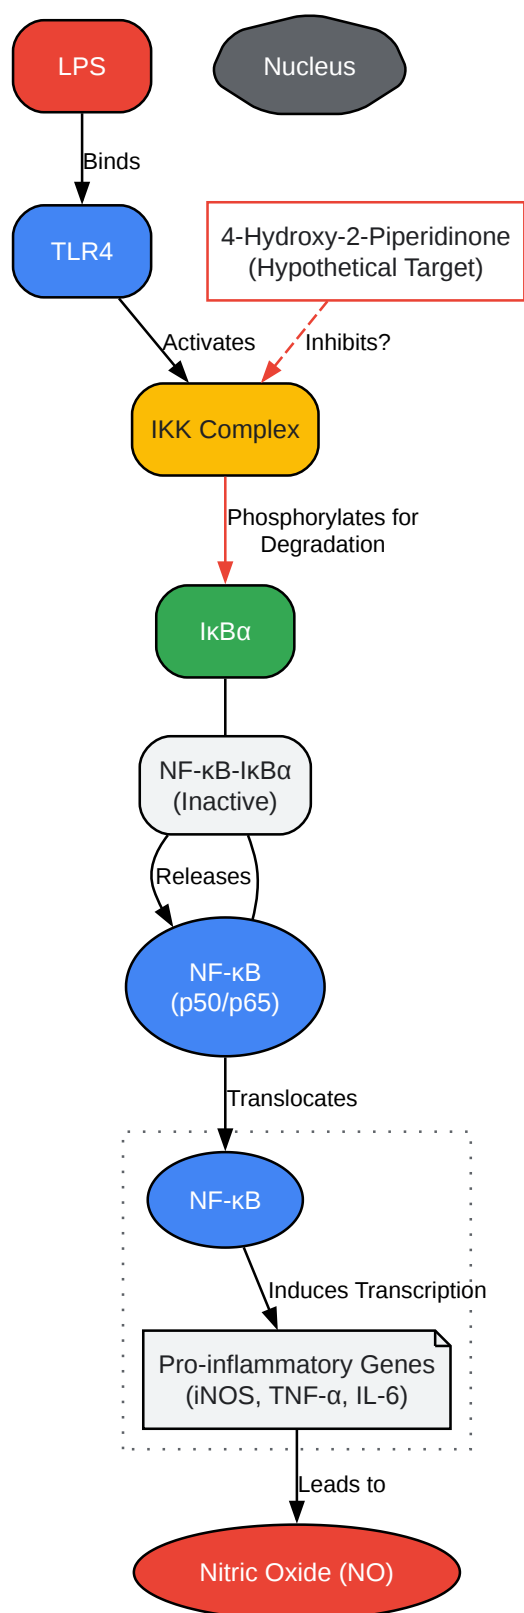 LPS
Nucleus
Binds
TLR4
4-Hydroxy-2-Piperidinone
(Hypothetical Target)
Activates
Inhibits?
IKK Complex
Phosphorylates for
Degradation
IκBα
NF-κB-IκBα
(Inactive)
Releases
NF-κB
(p50/p65)
Translocates
NF-κB
Induces Transcription
Pro-inflammatory Genes
(iNOS, TNF-α, IL-6)
Leads to
Nitric Oxide (NO)